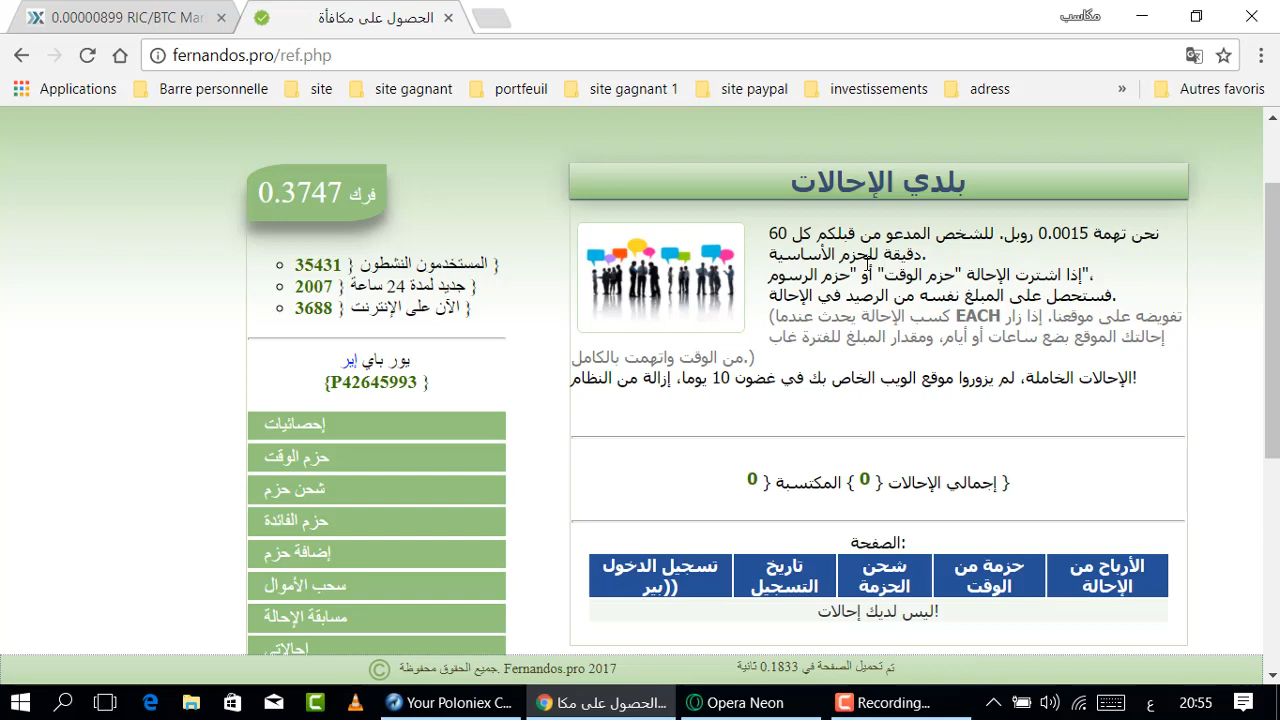 0.00000899 RIC/BTC Mar
الحصول على مكافأة
مكاسب
fernandos.pro/ref.php
Applications
Barre personnelle
site
site gagnant
portfeuil
site gagnant 1
site paypal
investissements
adress
»
Autres favoris
0.3747 فرك
المستخدمون النشطون { 35431 }
جديد لمدة 24 ساعة { 2007 }
الآن على الإنترنت { 3688 }
يور باي إير
{P42645993 }
إحصائيات
حزم الوقت
شحن حزم
حزم الفائدة
إضافة حزم
سحب الأموال
مسابقة الإحالة
إحالاتي
بلدي الإحالات
نحن تهمة 0.0015 روبل. للشخص المدعو من قبلكم كل 60
دقيقة للحزم الأساسية.
إذا اشترت الإحالة "حزم الوقت" أو "حزم الرسوم"،
فستحصل على المبلغ نفسه من الرصيد في الإحالة.
(تفويضه على موقعنا. إذا زار EACH كسب الإحالة يحدث عندما
إحالتك الموقع بضع ساعات أو أيام، ومقدار المبلغ للفترة غاب
من الوقت واتهمت بالكامل.)
الإحالات الخاملة، لم يزوروا موقع الويب الخاص بك في غضون 10 يوما، إزالة من النظام!
{ إجمالي الإحالات { 0 } المكتسبة { 0
الصفحة:
الأرباح من الإحالة
حزمة من الوقت
شحن الحزمة
تاريخ التسجيل
تسجيل الدخول ((بير
ليس لديك إحالات!
تم تحميل الصفحة في 0.1833 ثانية
Fernandos.pro 2017 جميع الحقوق محفوظة. ©
Your Poloniex C...
الحصول على مكا...
Opera Neon
Recording...
ع
20:55